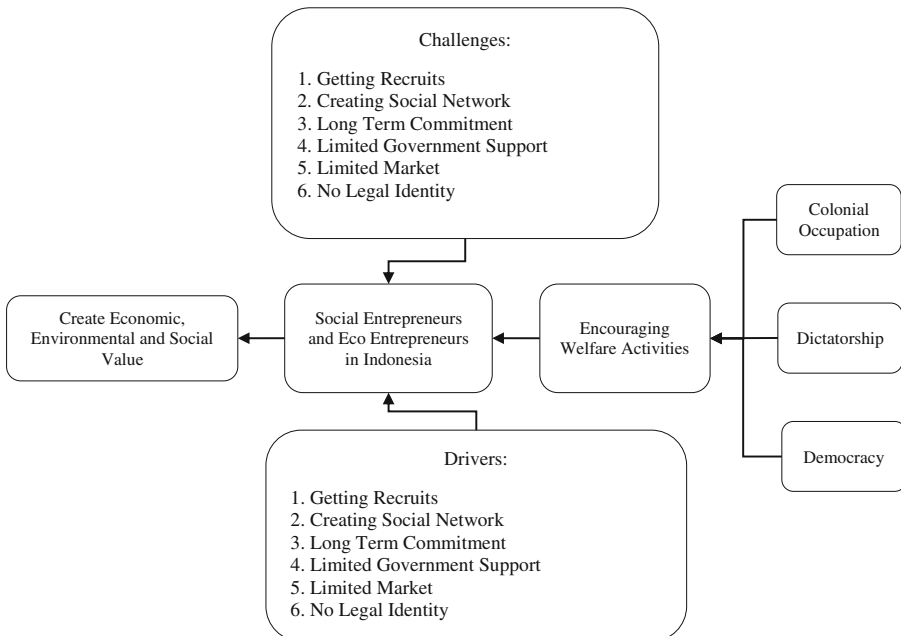 Challenges:
1. Getting Recruits
2. Creating Social Network
3. Long Term Commitment
4. Limited Government Support
5. Limited Market
6. No Legal Identity
Colonial
Occupation
Create Economic,
Environmental and Social
Value
Social Entrepreneurs
and Eco Entrepreneurs
in Indonesia
Encouraging
Welfare Activities
Dictatorship
Democracy
Drivers:
1. Getting Recruits
2. Creating Social Network
3. Long Term Commitment
4. Limited Government Support
5. Limited Market
6. No Legal Identity